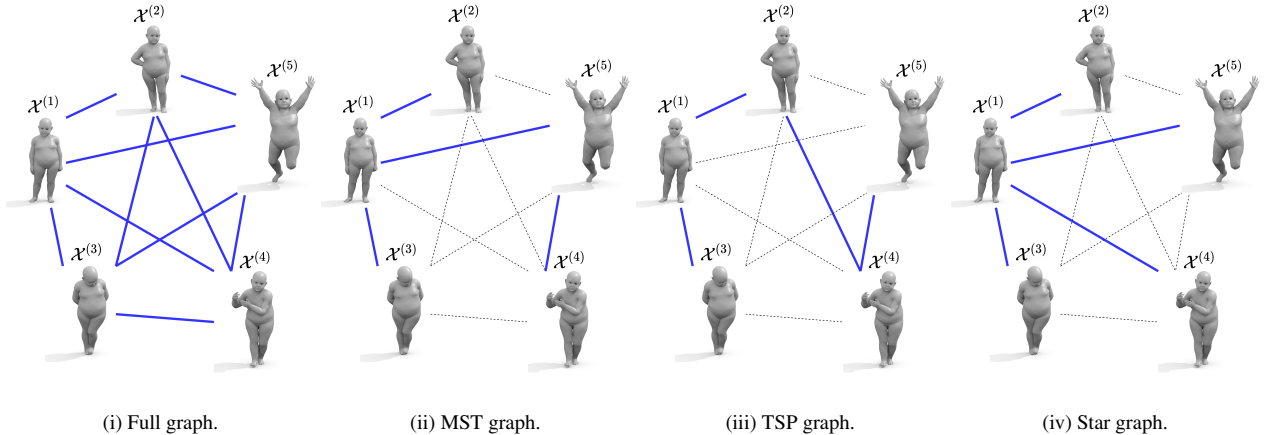 𝒳⁽²⁾
𝒳⁽⁵⁾
𝒳⁽¹⁾
𝒳⁽³⁾
𝒳⁽⁴⁾
(i) Full graph.
𝒳⁽²⁾
𝒳⁽⁵⁾
𝒳⁽¹⁾
𝒳⁽³⁾
𝒳⁽⁴⁾
(ii) MST graph.
𝒳⁽²⁾
𝒳⁽⁵⁾
𝒳⁽¹⁾
𝒳⁽³⁾
𝒳⁽⁴⁾
(iii) TSP graph.
𝒳⁽²⁾
𝒳⁽⁵⁾
𝒳⁽¹⁾
𝒳⁽³⁾
𝒳⁽⁴⁾
(iv) Star graph.